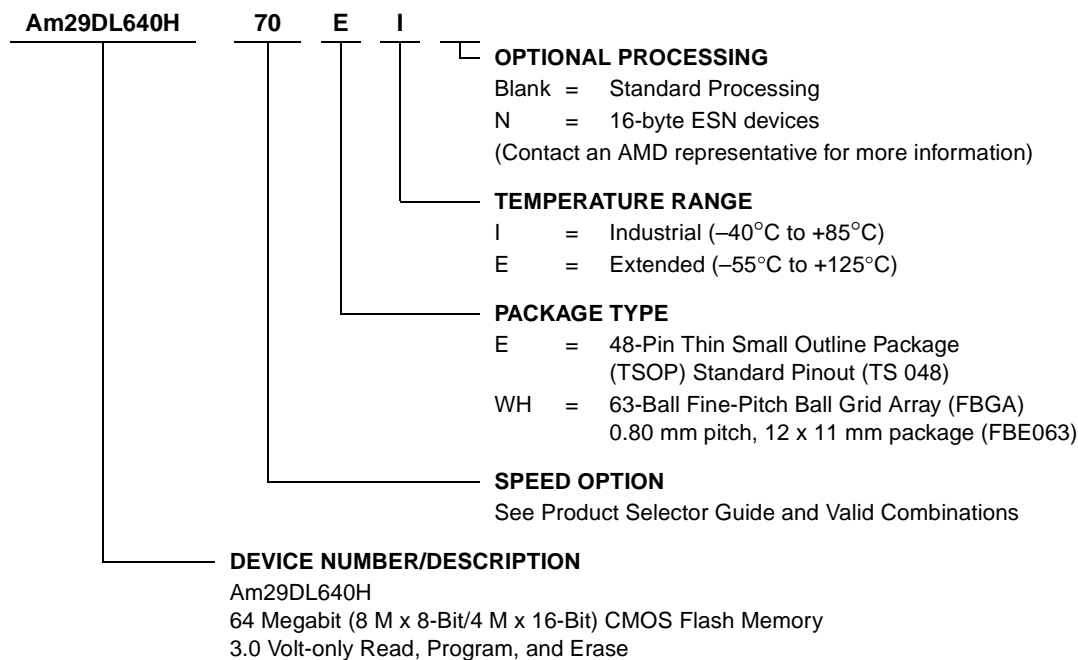 Am29DL640H 70 E I
OPTIONAL PROCESSING
Blank = Standard Processing
N = 16-byte ESN devices
(Contact an AMD representative for more information)
TEMPERATURE RANGE
I = Industrial (–40°C to +85°C)
E = Extended (–55°C to +125°C)
PACKAGE TYPE
E = 48-Pin Thin Small Outline Package
(TSOP) Standard Pinout (TS 048)
WH = 63-Ball Fine-Pitch Ball Grid Array (FBGA)
0.80 mm pitch, 12 x 11 mm package (FBE063)
SPEED OPTION
See Product Selector Guide and Valid Combinations
DEVICE NUMBER/DESCRIPTION
Am29DL640H
64 Megabit (8 M x 8-Bit/4 M x 16-Bit) CMOS Flash Memory
3.0 Volt-only Read, Program, and Erase